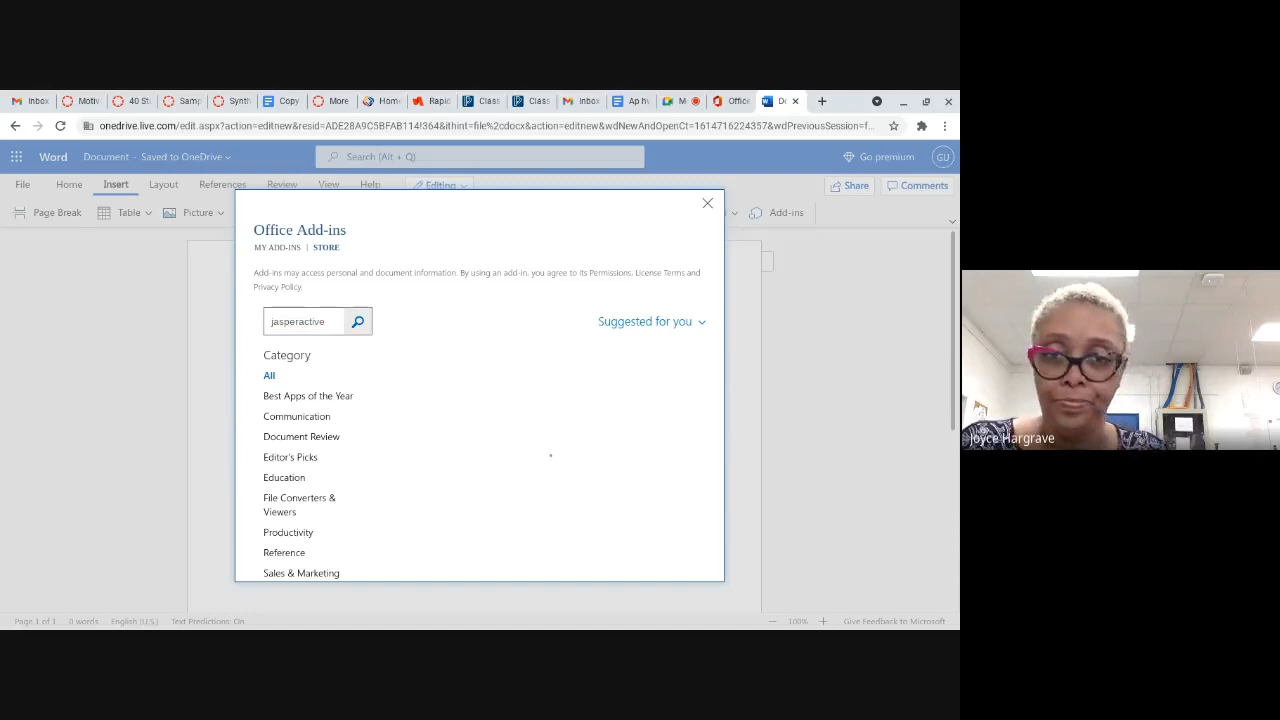 Inbox Motiv 40 St Samp Synth Copy More Home Rapid Class Class Inbox Ap hv M Office Do
onedrive.live.com/edit.aspx?action=editnew&resid=ADE28A9C5BFAB114!364&ithint=file%2cdocx&action=editnew&wdNewAndOpenCt=1614716224357&wdPreviousSession=f...
Word Document - Saved to OneDrive Search (Alt + Q) Go premium GU
File Home Insert Layout References Review View Help Editing Share Comments
Page Break Table Picture Add-ins
Office Add-ins
MY ADD-INS | STORE
Add-ins may access personal and document information. By using an add-in, you agree to its Permissions, License Terms and
Privacy Policy.
jasperactive Suggested for you
Category
All
Best Apps of the Year
Communication
Document Review
Editor's Picks
Education
File Converters &
Viewers
Productivity
Reference
Sales & Marketing
Page 1 of 1 0 words English (U.S.) Text Predictions: On 100% Give Feedback to Microsoft
Joyce Hargrave